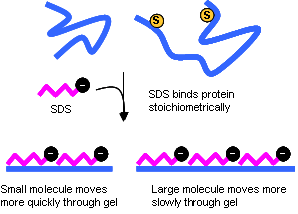 S
S
SDS
SDS binds protein
stoichiometrically
Small molecule moves
more quickly through gel
Large molecule moves more
slowly through gel